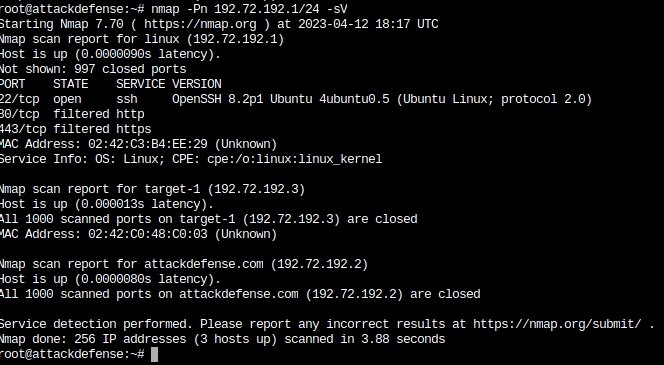 root@attackdefense:~# nmap -Pn 192.72.192.1/24 -sV
Starting Nmap 7.70 ( https://nmap.org ) at 2023-04-12 18:17 UTC
Nmap scan report for linux (192.72.192.1)
Host is up (0.0000090s latency).
Not shown: 997 closed ports
PORT    STATE    SERVICE VERSION
22/tcp  open     ssh     OpenSSH 8.2p1 Ubuntu 4ubuntu0.5 (Ubuntu Linux; protocol 2.0)
80/tcp  filtered http
443/tcp filtered https
MAC Address: 02:42:C3:B4:EE:29 (Unknown)
Service Info: OS: Linux; CPE: cpe:/o:linux:linux_kernel

Nmap scan report for target-1 (192.72.192.3)
Host is up (0.000013s latency).
All 1000 scanned ports on target-1 (192.72.192.3) are closed
MAC Address: 02:42:C0:48:C0:03 (Unknown)

Nmap scan report for attackdefense.com (192.72.192.2)
Host is up (0.0000080s latency).
All 1000 scanned ports on attackdefense.com (192.72.192.2) are closed

Service detection performed. Please report any incorrect results at https://nmap.org/submit/ .
Nmap done: 256 IP addresses (3 hosts up) scanned in 3.88 seconds
root@attackdefense:~#